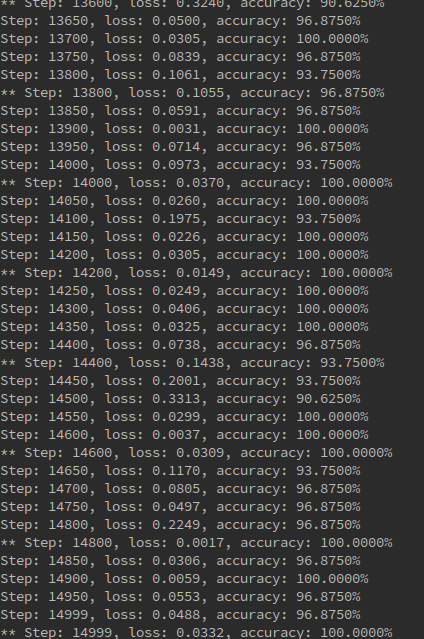 ** Step: 13600, loss: 0.3240, accuracy: 90.6250%
Step: 13650, loss: 0.0500, accuracy: 96.8750%
Step: 13700, loss: 0.0305, accuracy: 100.0000%
Step: 13750, loss: 0.0839, accuracy: 96.8750%
Step: 13800, loss: 0.1061, accuracy: 93.7500%
** Step: 13800, loss: 0.1055, accuracy: 96.8750%
Step: 13850, loss: 0.0591, accuracy: 96.8750%
Step: 13900, loss: 0.0031, accuracy: 100.0000%
Step: 13950, loss: 0.0714, accuracy: 96.8750%
Step: 14000, loss: 0.0973, accuracy: 93.7500%
** Step: 14000, loss: 0.0370, accuracy: 100.0000%
Step: 14050, loss: 0.0260, accuracy: 100.0000%
Step: 14100, loss: 0.1975, accuracy: 93.7500%
Step: 14150, loss: 0.0226, accuracy: 100.0000%
Step: 14200, loss: 0.0305, accuracy: 100.0000%
** Step: 14200, loss: 0.0149, accuracy: 100.0000%
Step: 14250, loss: 0.0249, accuracy: 100.0000%
Step: 14300, loss: 0.0406, accuracy: 100.0000%
Step: 14350, loss: 0.0325, accuracy: 100.0000%
Step: 14400, loss: 0.0738, accuracy: 96.8750%
** Step: 14400, loss: 0.1438, accuracy: 93.7500%
Step: 14450, loss: 0.2001, accuracy: 93.7500%
Step: 14500, loss: 0.3313, accuracy: 90.6250%
Step: 14550, loss: 0.0299, accuracy: 100.0000%
Step: 14600, loss: 0.0037, accuracy: 100.0000%
** Step: 14600, loss: 0.0309, accuracy: 100.0000%
Step: 14650, loss: 0.1170, accuracy: 93.7500%
Step: 14700, loss: 0.0805, accuracy: 96.8750%
Step: 14750, loss: 0.0497, accuracy: 96.8750%
Step: 14800, loss: 0.2249, accuracy: 96.8750%
** Step: 14800, loss: 0.0017, accuracy: 100.0000%
Step: 14850, loss: 0.0306, accuracy: 96.8750%
Step: 14900, loss: 0.0059, accuracy: 100.0000%
Step: 14950, loss: 0.0553, accuracy: 96.8750%
Step: 14999, loss: 0.0488, accuracy: 96.8750%
** Step: 14999, loss: 0.0332, accuracy: 100.0000%